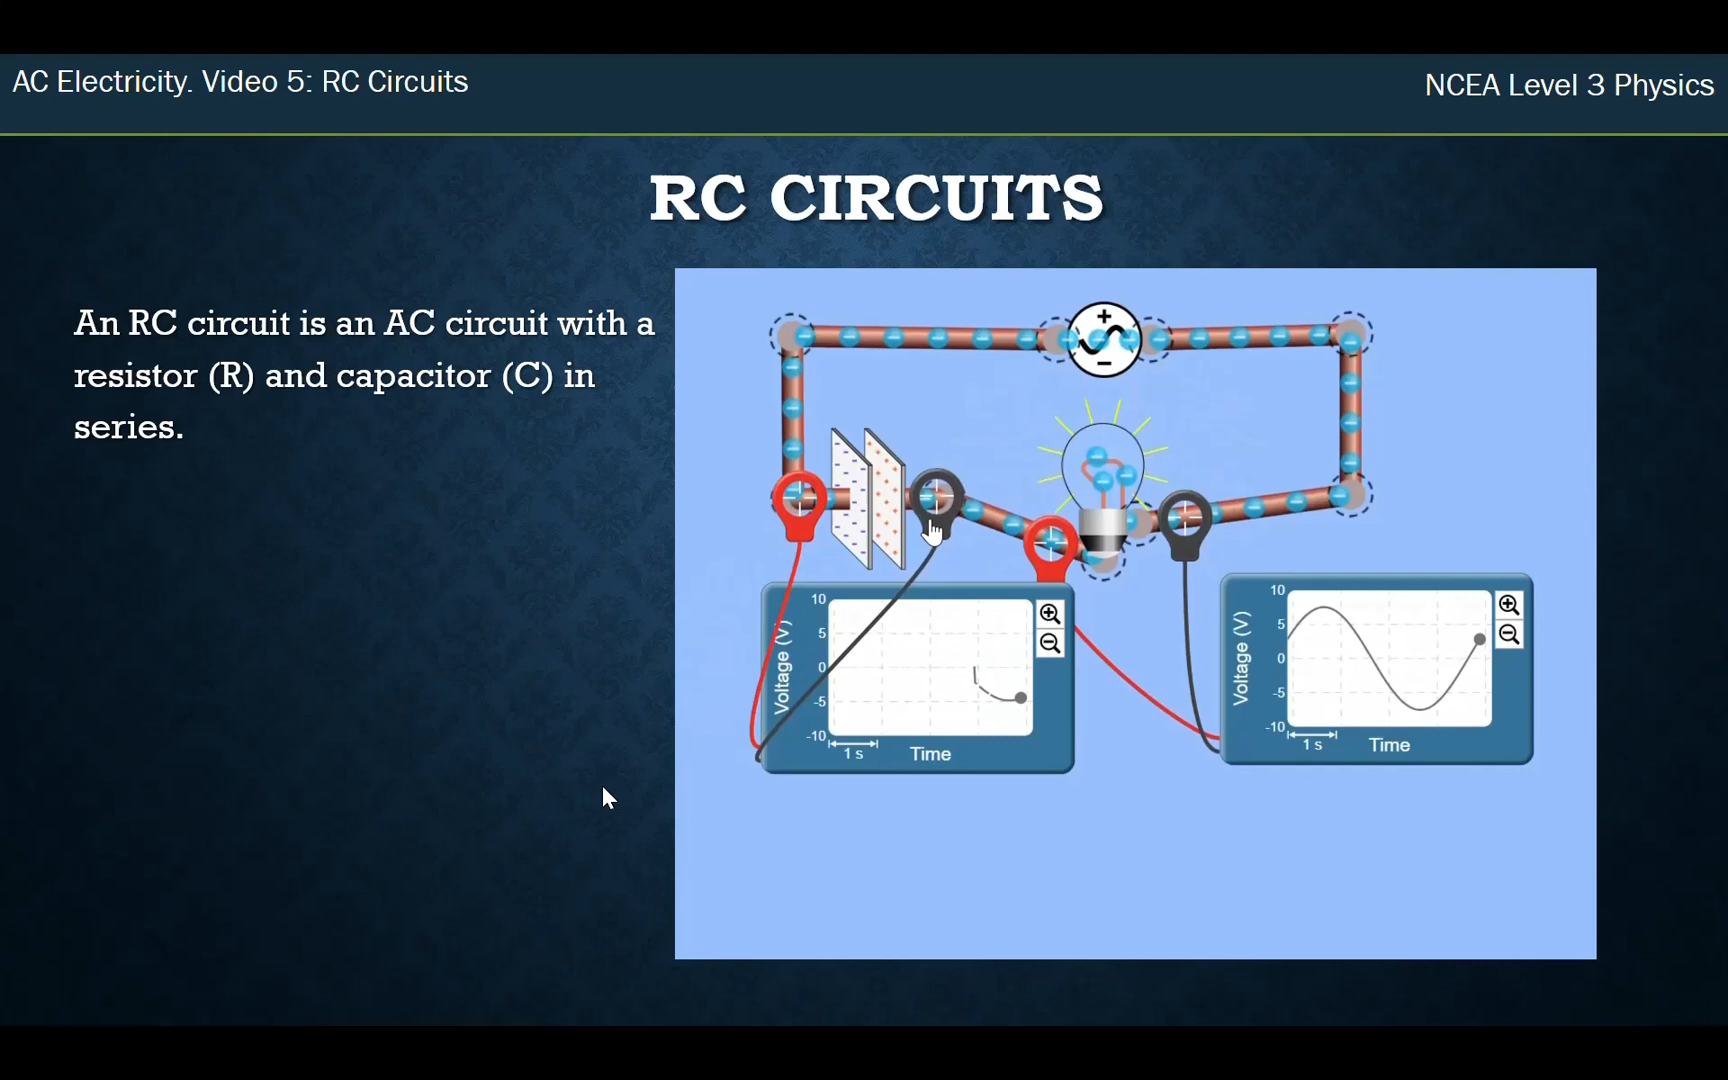 AC Electricity. Video 5: RC Circuits
NCEA Level 3 Physics
RC CIRCUITS
An RC circuit is an AC circuit with a
resistor (R) and capacitor (C) in
series.
+
−
Voltage (V)
10
5
0
-5
-10
1 s
Time
Voltage (V)
10
5
0
-5
-10
1 s
Time